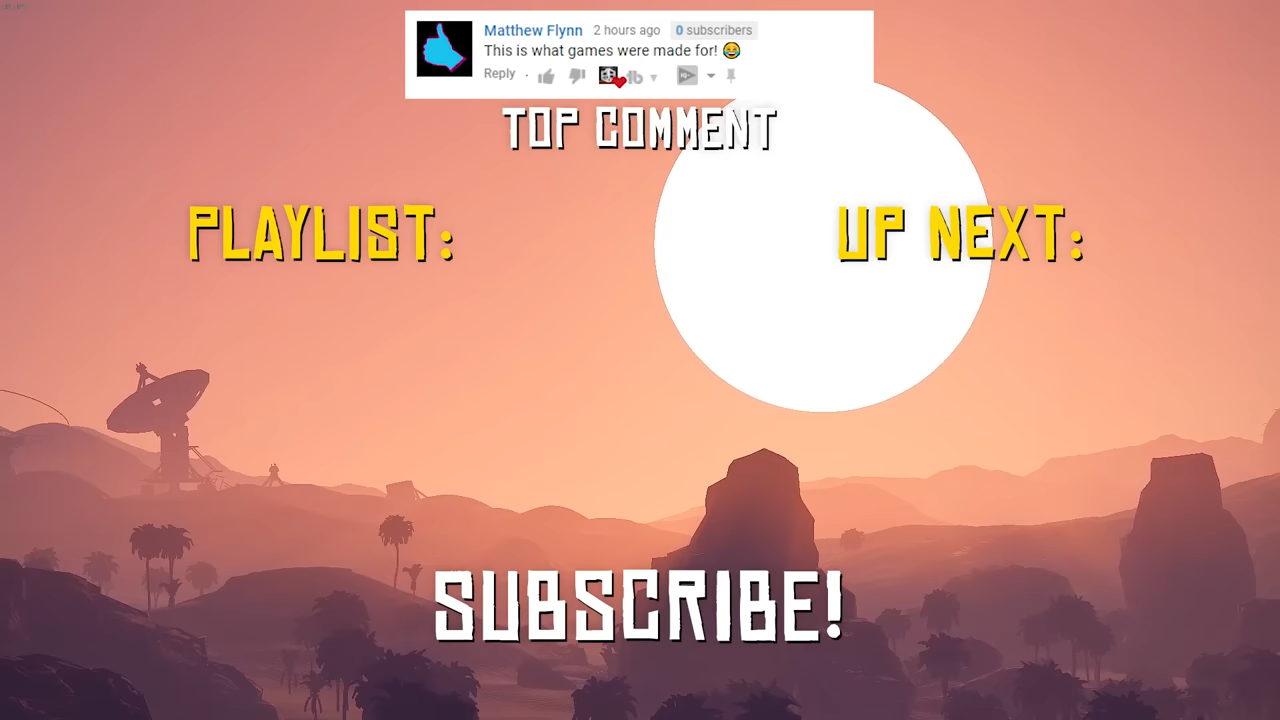 Matthew Flynn 2 hours ago 0 subscribers
This is what games were made for! 😂
Reply ·
TOP COMMENT
PLAYLIST:
UP NEXT:
SUBSCRIBE!